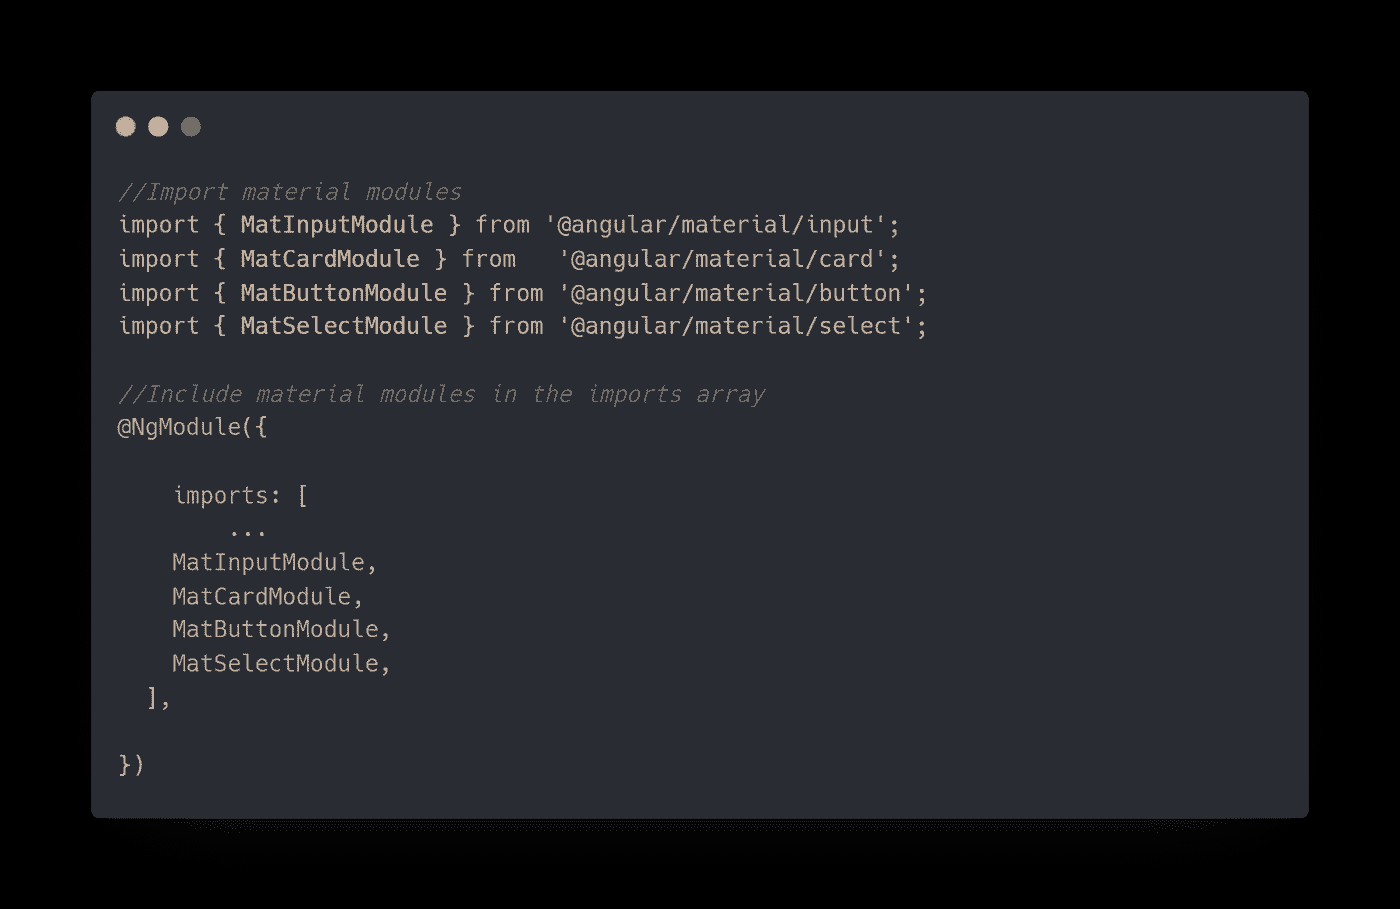 //Import material modules
import { MatInputModule } from '@angular/material/input';
import { MatCardModule } from   '@angular/material/card';
import { MatButtonModule } from '@angular/material/button';
import { MatSelectModule } from '@angular/material/select';

//Include material modules in the imports array
@NgModule({

    imports: [
        ...
    MatInputModule,
    MatCardModule,
    MatButtonModule,
    MatSelectModule,
  ],

})